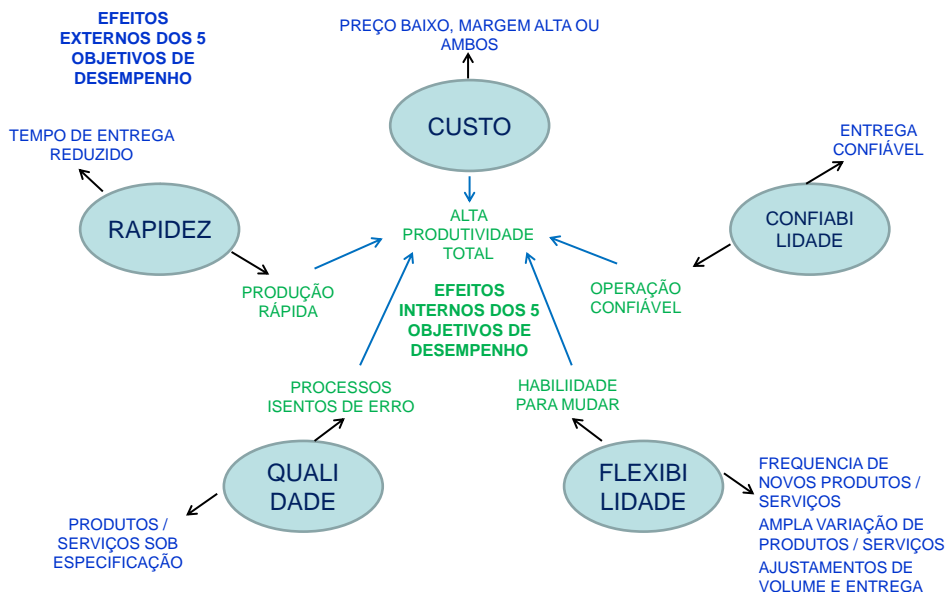 EFEITOS
EXTERNOS DOS 5
OBJETIVOS DE
DESEMPENHO
PREÇO BAIXO, MARGEM ALTA OU
AMBOS
CUSTO
TEMPO DE ENTREGA
REDUZIDO
RAPIDEZ
ENTREGA
CONFIÁVEL
CONFIABI
LIDADE
ALTA
PRODUTIVIDADE
TOTAL
PRODUÇÃO
RÁPIDA
OPERAÇÃO
CONFIÁVEL
EFEITOS
INTERNOS DOS 5
OBJETIVOS DE
DESEMPENHO
PROCESSOS
ISENTOS DE ERRO
HABILIIDADE
PARA MUDAR
QUALI
DADE
FLEXIBI
LIDADE
PRODUTOS /
SERVIÇOS SOB
ESPECIFICAÇÃO
FREQUENCIA DE
NOVOS PRODUTOS /
SERVIÇOS
AMPLA VARIAÇÃO DE
PRODUTOS / SERVIÇOS
AJUSTAMENTOS DE
VOLUME E ENTREGA